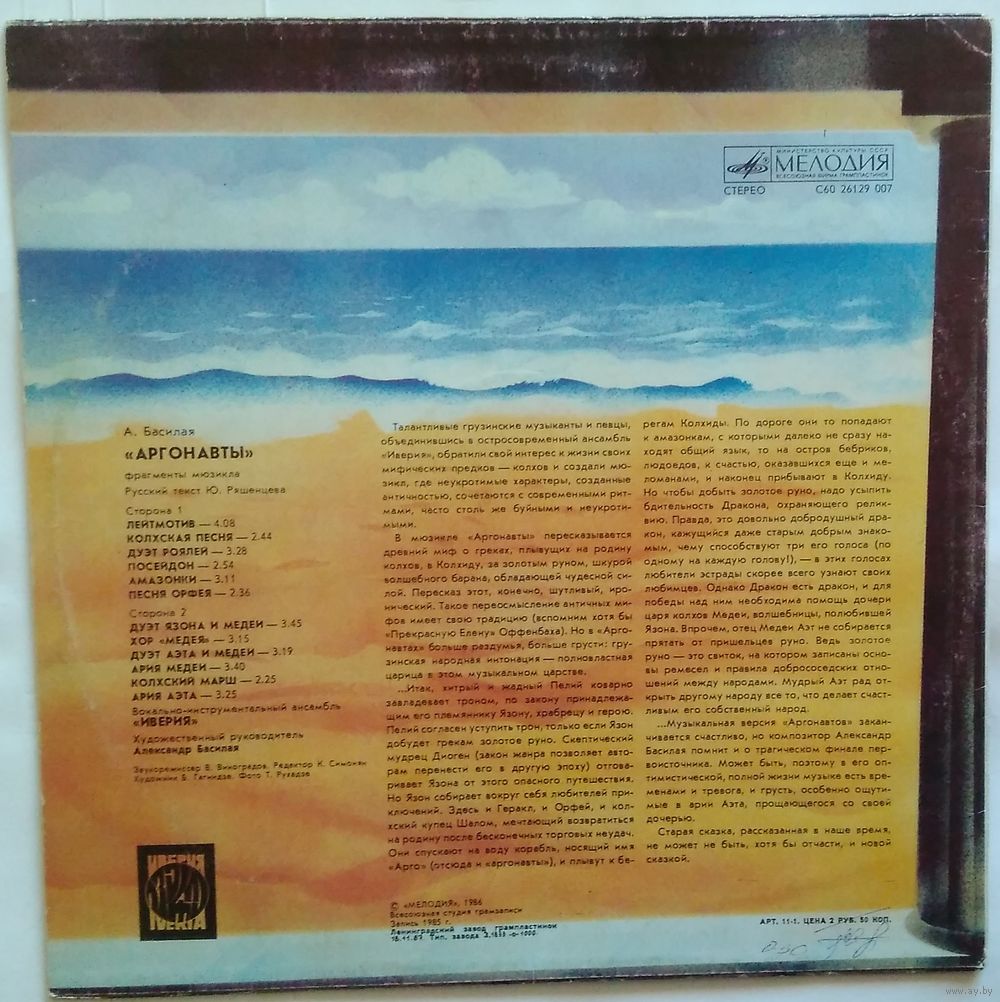 МИНИСТЕРСТВО КУЛЬТУРЫ СССР
МЕЛОДИЯ
ВСЕСОЮЗНАЯ ФИРМА ГРАМПЛАСТИНОК
СТЕРЕО
С60 26129 007
А. Басилая
«АРГОНАВТЫ»
фрагменты мюзикла
Русский текст Ю. Ряшенцева
Сторона 1
ЛЕЙТМОТИВ — 4.08
КОЛХСКАЯ ПЕСНЯ — 2.44
ДУЭТ РОЯЛЕЙ — 3.28
ПОСЕЙДОН — 2.54
АМАЗОНКИ — 3.11
ПЕСНЯ ОРФЕЯ — 2.36
Сторона 2
ДУЭТ ЯЗОНА И МЕДЕИ — 3.45
ХОР «МЕДЕЯ» — 3.15
ДУЭТ АЭТА И МЕДЕИ — 3.19
АРИЯ МЕДЕИ — 3.40
КОЛХСКИЙ МАРШ — 2.25
АРИЯ АЭТА — 3.25
Вокально-инструментальный ансамбль
«ИВЕРИЯ»
Художественный руководитель
Александр Басилая
Звукорежиссер В. Виноградов. Редактор К. Симонян
Художник Б. Фото Т. Рухадзе
ИВЕРИЯ
IVERIA
Талантливые грузинские музыканты и певцы,
объединившись в остросовременный ансамбль
«Иверия», обратили свой интерес к жизни своих
мифических предков — колхов и создали мю-
зикл, где неукротимые характеры, созданные
античностью, сочетаются с современными рит-
мами, часто столь же буйными и неукроти-
мыми.
В мюзикле «Аргонавты» пересказывается
древний миф о греках, плывущих на родину
колхов, в Колхиду, за золотым руном, шкурой
волшебного барана, обладающей чудесной си-
лой. Пересказ этот, конечно, шутливый, иро-
нический. Такое переосмысление античных ми-
фов имеет свою традицию (вспомним хотя бы
«Прекрасную Елену» Оффенбаха). Но в «Арго-
навтах» больше раздумья, больше грусти: гру-
зинская народная интонация — полновластная
царица в этом музыкальном царстве.
...Итак, хитрый и жадный Пелий коварно
завладевает троном, по закону принадлежа-
щим его племяннику Язону, храбрецу и герою.
Пелий согласен уступить трон, только если Язон
добудет грекам золотое руно. Скептический
мудрец Диоген (закон жанра позволяет авто-
рам перенести его в другую эпоху) отгова-
ривает Язона от этого опасного путешествия.
Но Язон собирает вокруг себя любителей при-
ключений. Здесь и Геракл, и Орфей, и кол-
хский купец Шалом, мечтающий возвратиться
на родину после бесконечных торговых неудач.
Они спускают на воду корабль, носящий имя
«Арго» (отсюда и «аргонавты»), и плывут к бе-
регам Колхиды. По дороге они то попадают
к амазонкам, с которыми далеко не сразу на-
ходят общий язык, то на остров бебриков,
людоедов, к счастью, оказавшихся еще и ме-
ломанами, и наконец прибывают в Колхиду.
Но чтобы добыть золотое руно, надо усыпить
бдительность Дракона, охраняющего релик-
вию. Правда, это довольно добродушный дра-
кон, кажущийся даже старым добрым знако-
мым, чему способствуют три его голоса (по
одному на каждую голову!), — в этих голосах
любители эстрады скорее всего узнают своих
любимцев. Однако Дракон есть дракон, и для
победы над ним необходима помощь дочери
царя колхов Медеи, волшебницы, полюбившей
Язона. Впрочем, отец Медеи Аэт не собирается
прятать от пришельцев руно. Ведь золотое
руно — это свиток, на котором записаны осно-
вы ремесел и правила добрососедских отно-
шений между народами. Мудрый Аэт рад от-
крыть другому народу все то, что делает счаст-
ливым его собственный народ.
...Музыкальная версия «Аргонавтов» закан-
чивается счастливо, но композитор Александр
Басилая помнит и о трагическом финале пер-
воисточника. Может быть, поэтому в его оп-
тимистической, полной жизни музыке есть вре-
менами и тревога, и грусть, особенно ощути-
мые в арии Аэта, прощающегося со своей
дочерью.
Старая сказка, рассказанная в наше время,
не может не быть, хотя бы отчасти, и новой
сказкой.
© «МЕЛОДИЯ», 1986
Всесоюзная студия грамзаписи
Запись 1985 г.
Ленинградский завод грампластинок
Тип. завода
АРТ. 11-1. ЦЕНА 2 РУБ. 50 КОП.
www.ay.by